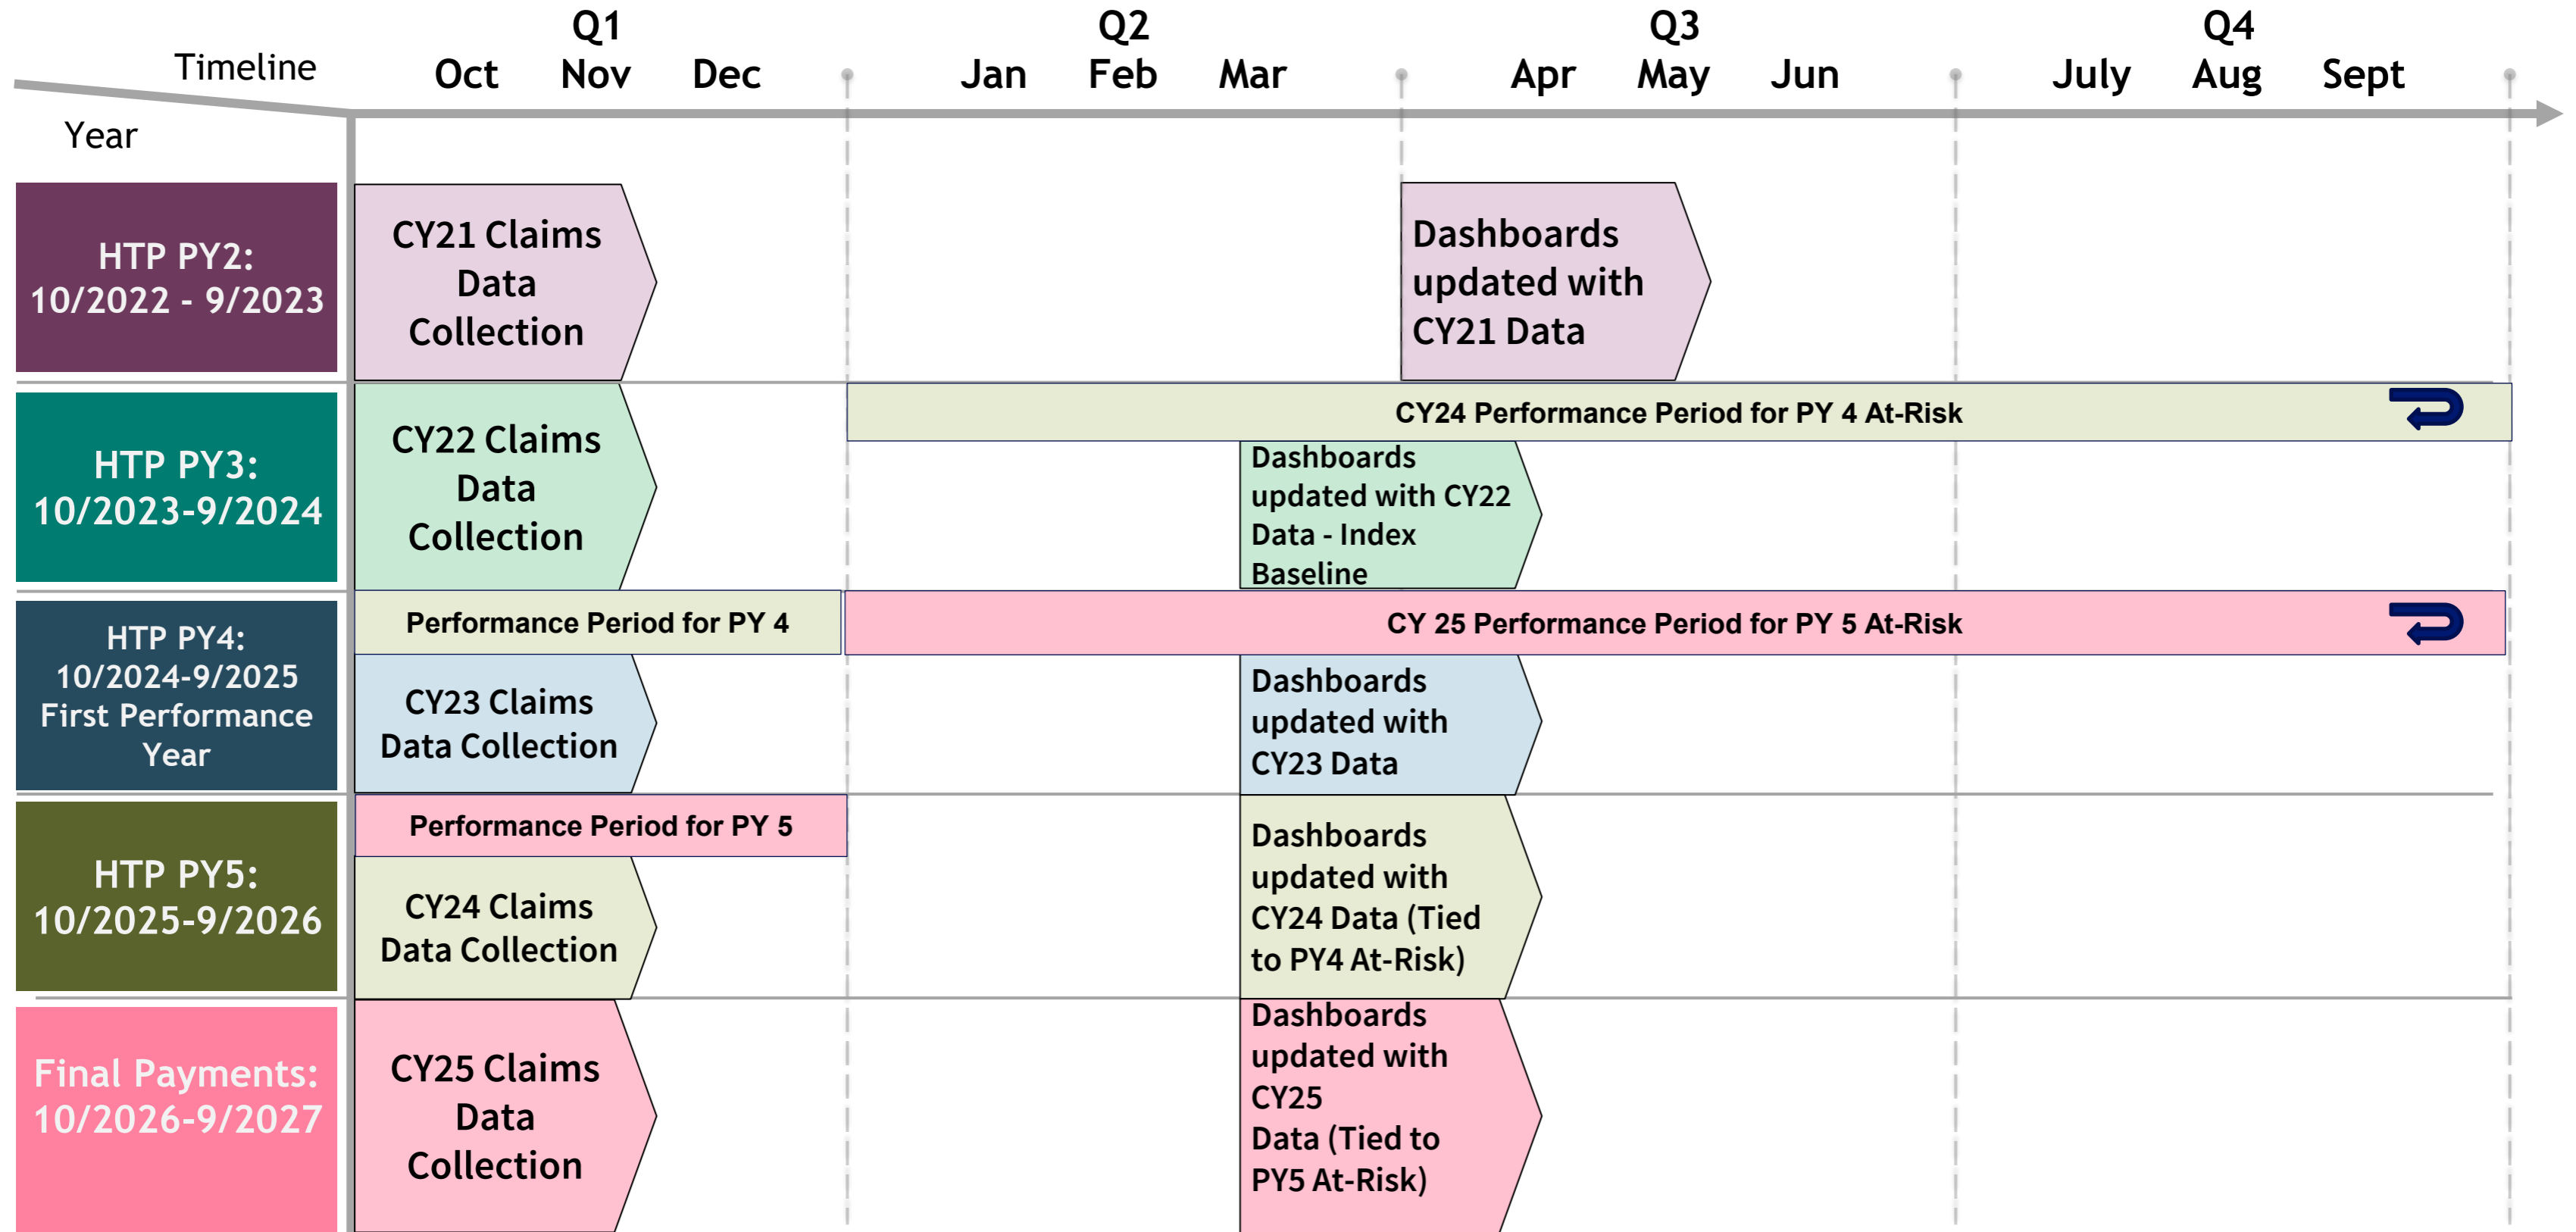 Q1
Q2
Q3
Q4
Timeline
Oct Nov Dec
Jan Feb Mar
Apr May Jun
July Aug Sept
Year
HTP PY2:
10/2022 - 9/2023
CY21 Claims
Data
Collection
Dashboards
updated with
CY21 Data
HTP PY3:
10/2023-9/2024
CY22 Claims
Data
Collection
CY24 Performance Period for PY 4 At-Risk
Dashboards
updated with CY22
Data - Index
Baseline
HTP PY4:
10/2024-9/2025
First Performance
Year
Performance Period for PY 4
CY 25 Performance Period for PY 5 At-Risk
CY23 Claims
Data Collection
Dashboards
updated with
CY23 Data
HTP PY5:
10/2025-9/2026
Performance Period for PY 5
CY24 Claims
Data Collection
Dashboards
updated with
CY24 Data (Tied
to PY4 At-Risk)
Final Payments:
10/2026-9/2027
CY25 Claims
Data
Collection
Dashboards
updated with
CY25
Data (Tied to
PY5 At-Risk)